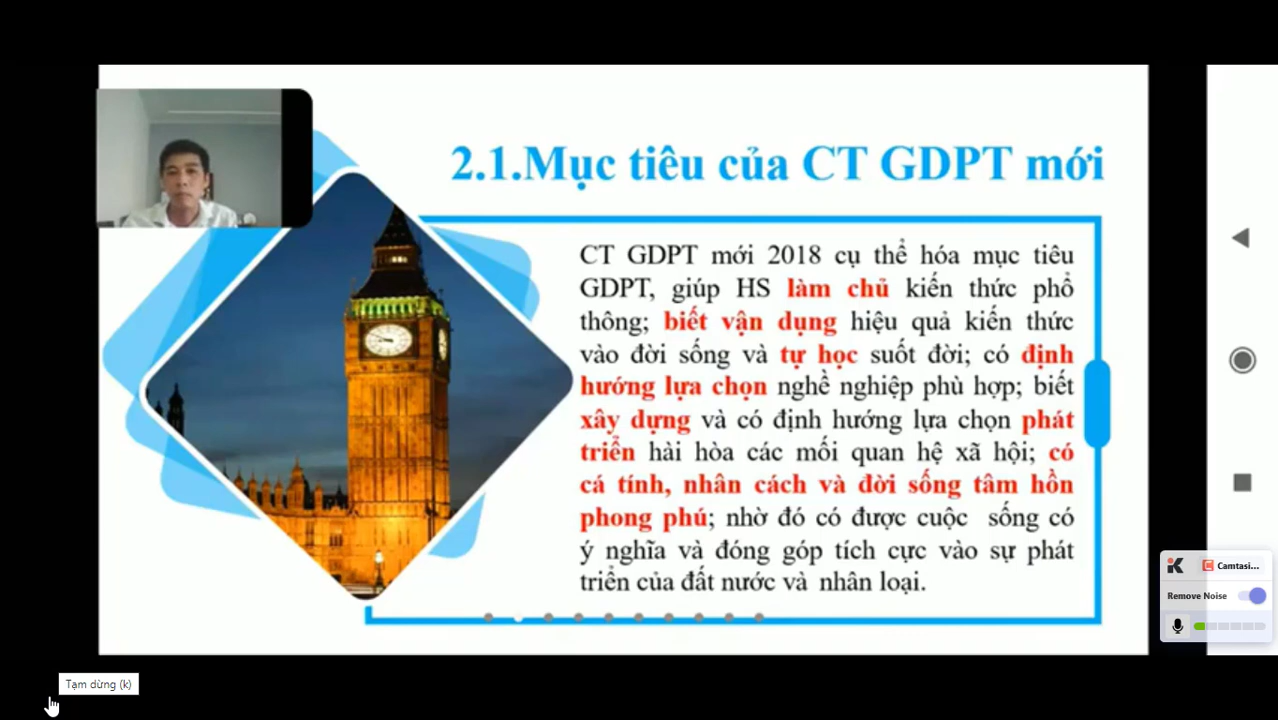 2.1.Mục tiêu của CT GDPT mới
CT GDPT mới 2018 cụ thể hóa mục tiêu
GDPT, giúp HS làm chủ kiến thức phổ
thông; biết vận dụng hiệu quả kiến thức
vào đời sống và tự học suốt đời; có định
hướng lựa chọn nghề nghiệp phù hợp; biết
xây dựng và có định hướng lựa chọn phát
triển hài hòa các mối quan hệ xã hội; có
cá tính, nhân cách và đời sống tâm hồn
phong phú; nhờ đó có được cuộc sống có
ý nghĩa và đóng góp tích cực vào sự phát
triển của đất nước và nhân loại.
Camtasi...
Remove Noise
Tạm dừng (k)